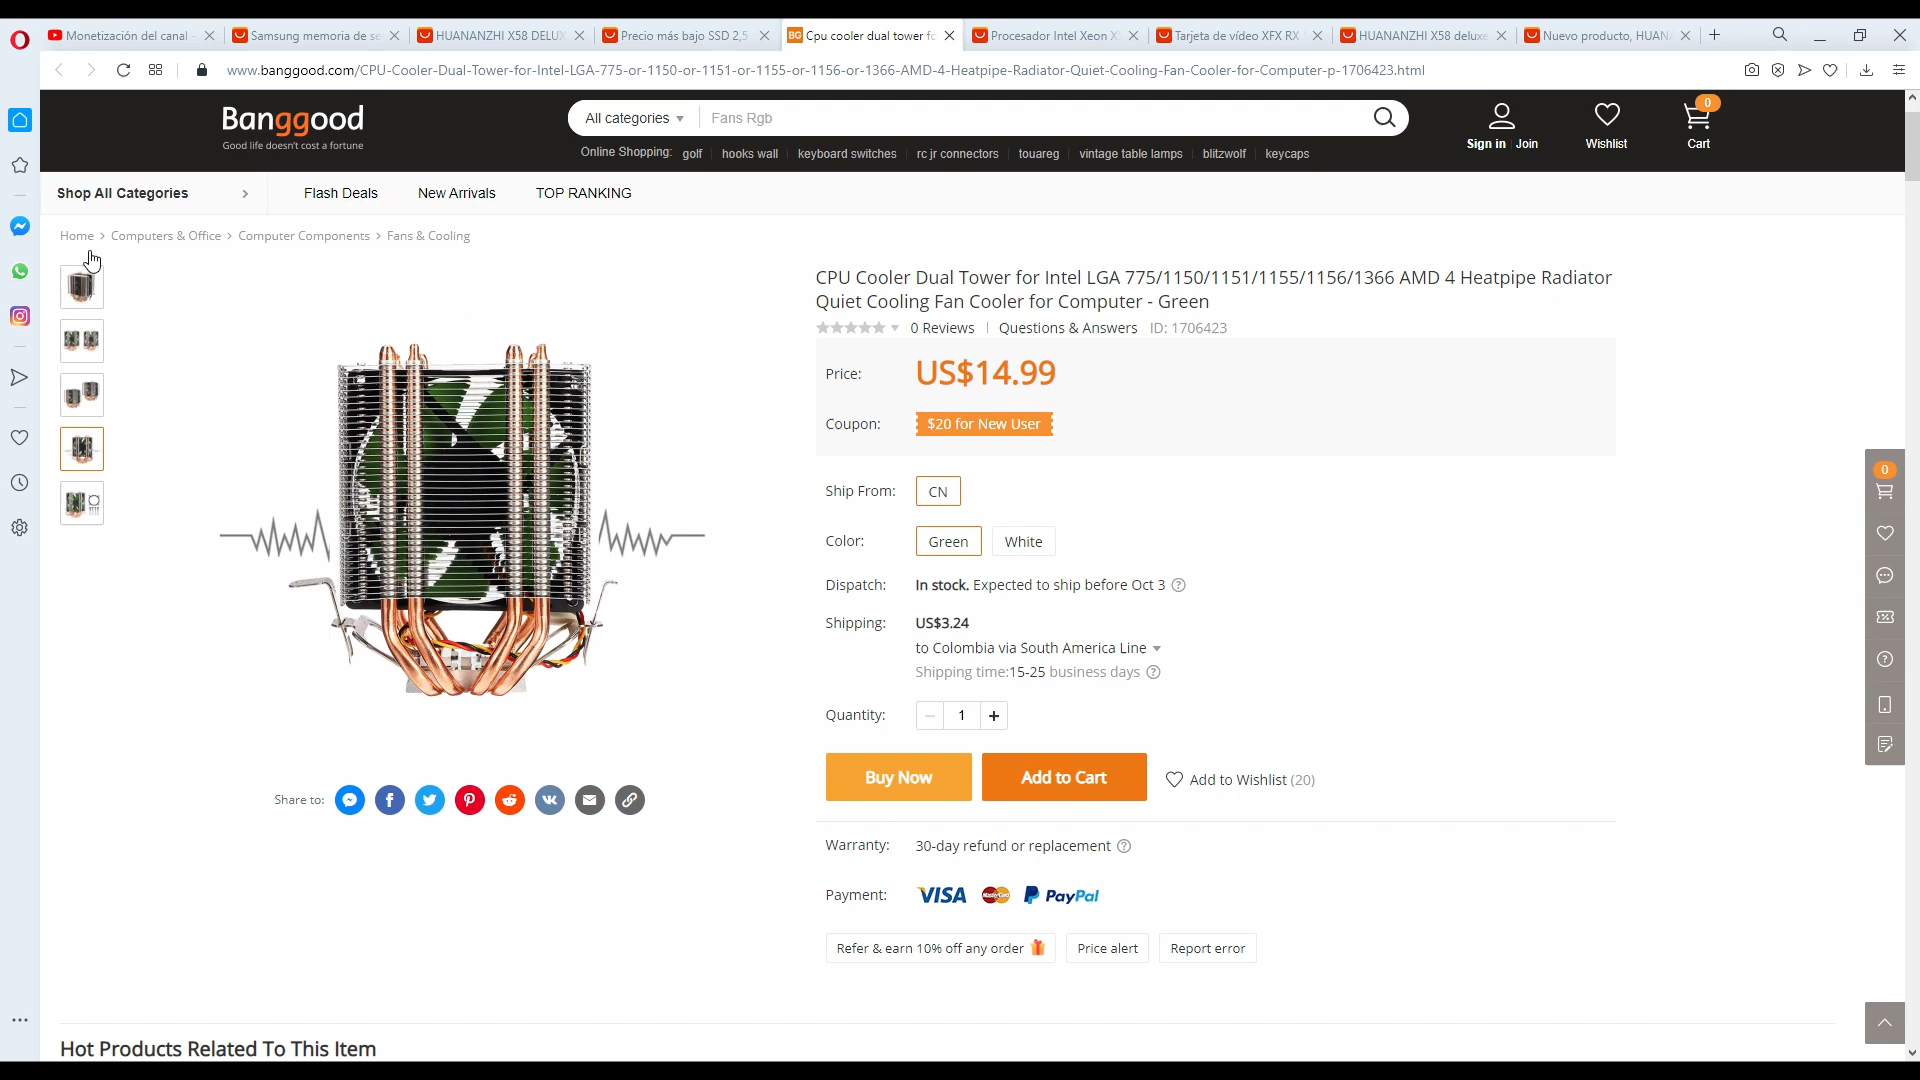 Monetización del canal
Samsung memoria de se
HUANANZHI X58 DELUX
Precio más bajo SSD 2,5
BG Cpu cooler dual tower fo
Procesador Intel Xeon X
Tarjeta de vídeo XFX RX
HUANANZHI X58 deluxe
Nuevo producto, HUAN
www.banggood.com/CPU-Cooler-Dual-Tower-for-Intel-LGA-775-or-1150-or-1151-or-1155-or-1156-or-1366-AMD-4-Heatpipe-Radiator-Quiet-Cooling-Fan-Cooler-for-Computer-p-1706423.html
Banggood
Good life doesn't cost a fortune
All categories
Fans Rgb
Online Shopping: golf hooks wall keyboard switches rc jr connectors touareg vintage table lamps blitzwolf keycaps
Sign in | Join
Wishlist
0
Cart
Shop All Categories >
Flash Deals
New Arrivals
TOP RANKING
Home > Computers & Office > Computer Components > Fans & Cooling
CPU Cooler Dual Tower for Intel LGA 775/1150/1151/1155/1156/1366 AMD 4 Heatpipe Radiator
Quiet Cooling Fan Cooler for Computer - Green
0 Reviews | Questions & Answers ID: 1706423
Price: US$14.99
Coupon: $20 for New User
Ship From: CN
Color: Green White
Dispatch: In stock. Expected to ship before Oct 3 ?
Shipping: US$3.24
to Colombia via South America Line
Shipping time:15-25 business days ?
Quantity: − 1 +
Buy Now
Add to Cart
Add to Wishlist (20)
Share to:
Warranty: 30-day refund or replacement ?
Payment: VISA MasterCard PayPal
Refer & earn 10% off any order
Price alert
Report error
0
Hot Products Related To This Item